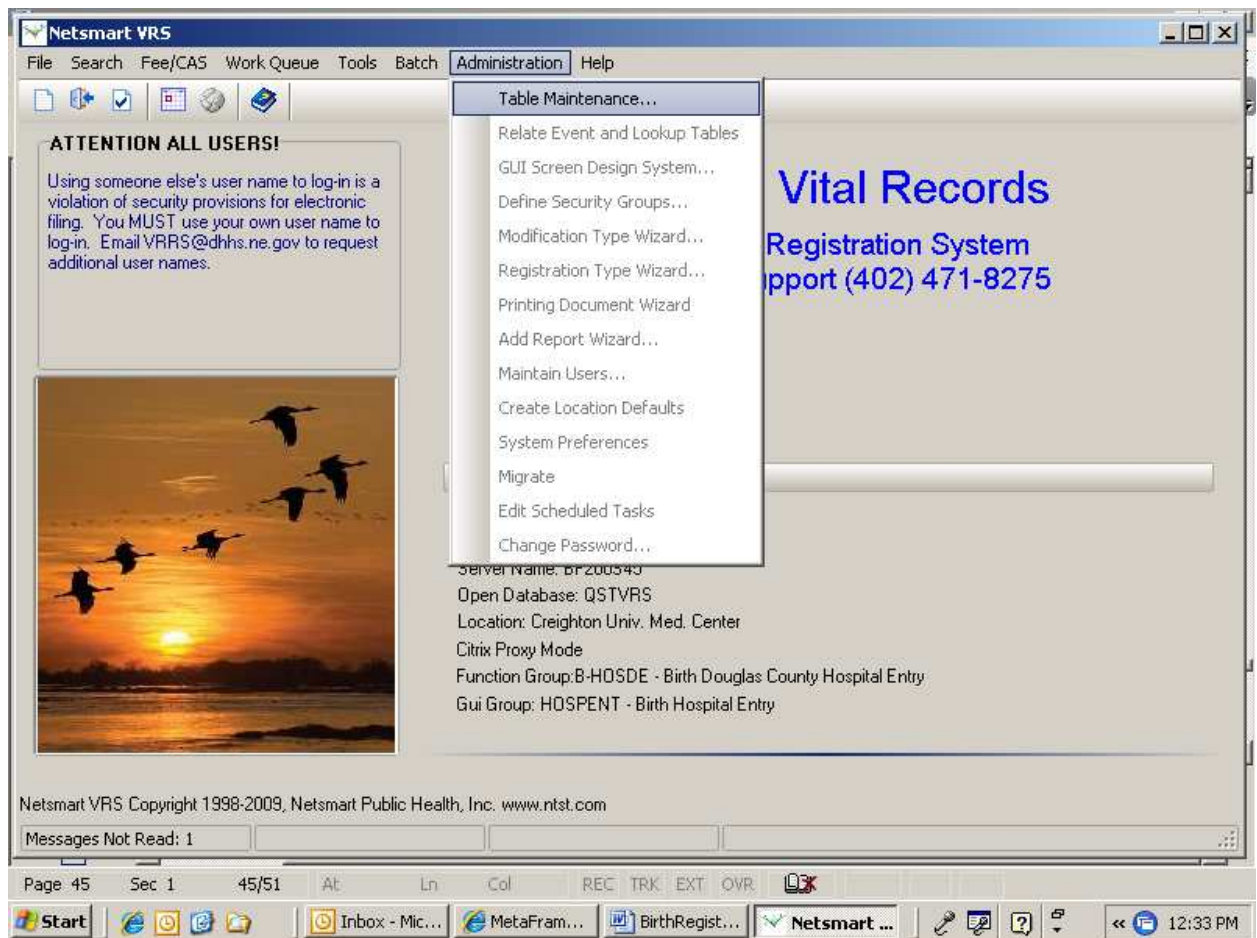 Netsmart VRS
File Search Fee/CAS Work Queue Tools Batch Administration Help
Table Maintenance...
Relate Event and Lookup Tables
GUI Screen Design System...
Define Security Groups...
Modification Type Wizard...
Registration Type Wizard...
Printing Document Wizard
Add Report Wizard...
Maintain Users...
Create Location Defaults
System Preferences
Migrate
Edit Scheduled Tasks
Change Password...
ATTENTION ALL USERS!
Using someone else's user name to log-in is a
violation of security provisions for electronic
filing. You MUST use your own user name to
log-in. Email VRRS@dhhs.ne.gov to request
additional user names.
Vital Records
Registration System
pport (402) 471-8275
Open Database: QSTVRS
Location: Creighton Univ. Med. Center
Citrix Proxy Mode
Function Group:B-HOSDE - Birth Douglas County Hospital Entry
Gui Group: HOSPENT - Birth Hospital Entry
Netsmart VRS Copyright 1998-2009, Netsmart Public Health, Inc. www.ntst.com
Messages Not Read: 1
Page 45 Sec 1 45/51 At Ln Col REC TRK EXT OVR
Start Inbox - Mic... MetaFram... BirthRegist... Netsmart ... 12:33 PM